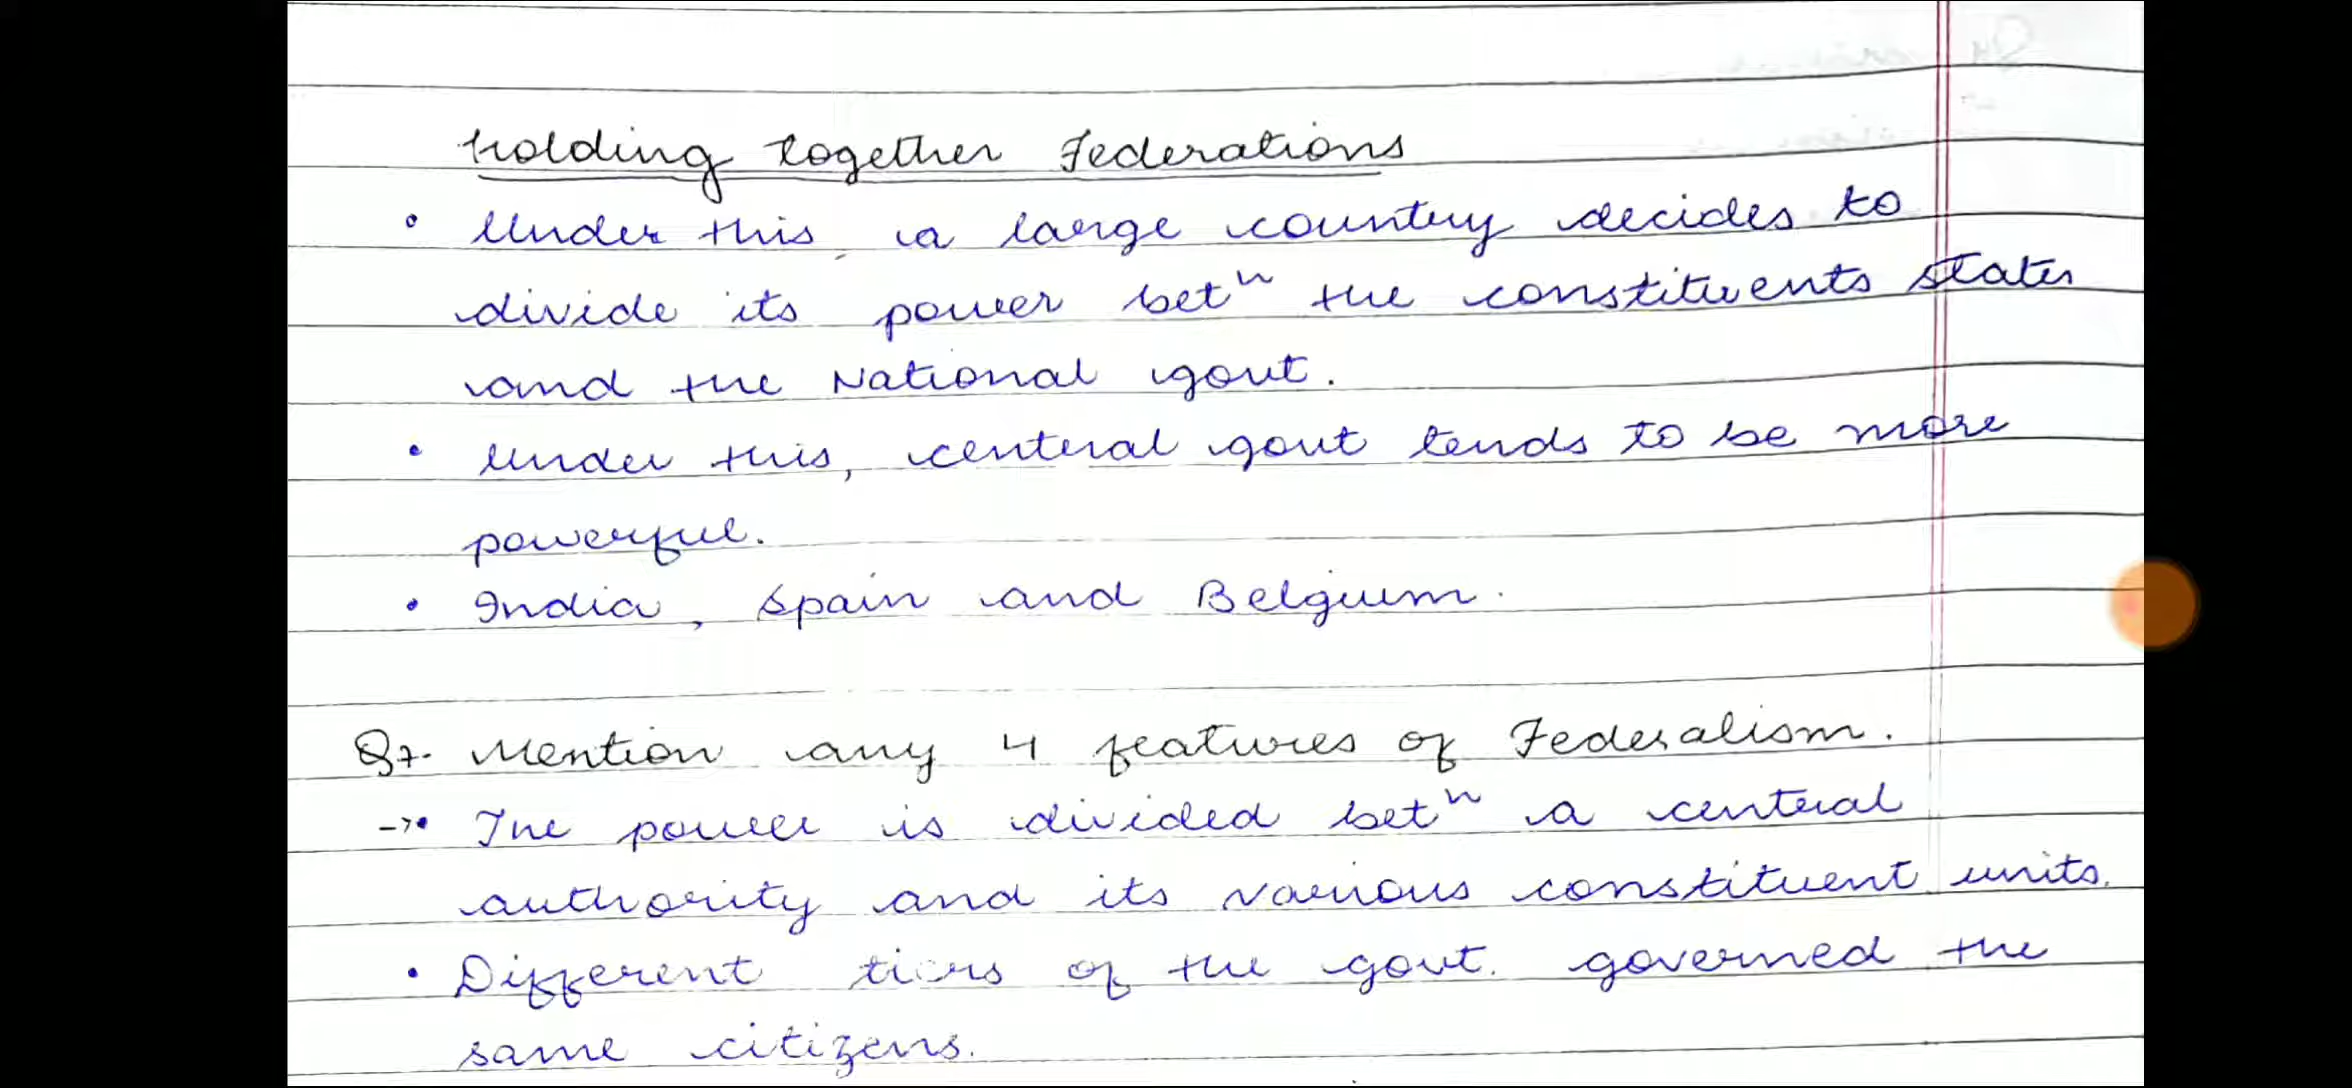 Holding together Federations
• Under this, a large country decides to
divide its power betⁿ the constituents states
and the National govt.
• Under this, centeral govt tends to be more
powerful.
• India, Spain and Belgium.
Q7. Mention any 4 features of Federalism.
→• The power is divided betⁿ a centeral
authority and its various constituent units.
• Different tiers of the govt. governed the
same citizens.